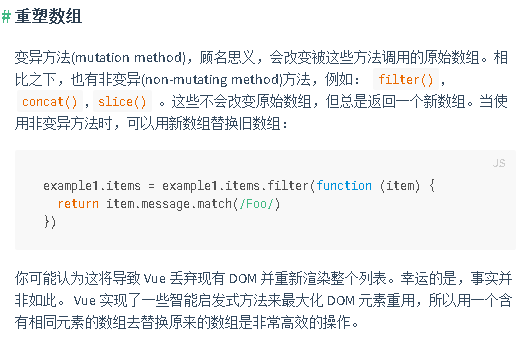 # 重塑数组
变异方法(mutation method)，顾名思义，会改变被这些方法调用的原始数组。相
比之下，也有非变异(non-mutating method)方法，例如： filter() ，
concat() ，slice() 。这些不会改变原始数组，但总是返回一个新数组。当使
用非变异方法时，可以用新数组替换旧数组：
JS
example1.items = example1.items.filter(function (item) {
  return item.message.match(/Foo/)
})
你可能认为这将导致 Vue 丢弃现有 DOM 并重新渲染整个列表。幸运的是，事实并
非如此。 Vue 实现了一些智能启发式方法来最大化 DOM 元素重用，所以用一个含
有相同元素的数组去替换原来的数组是非常高效的操作。